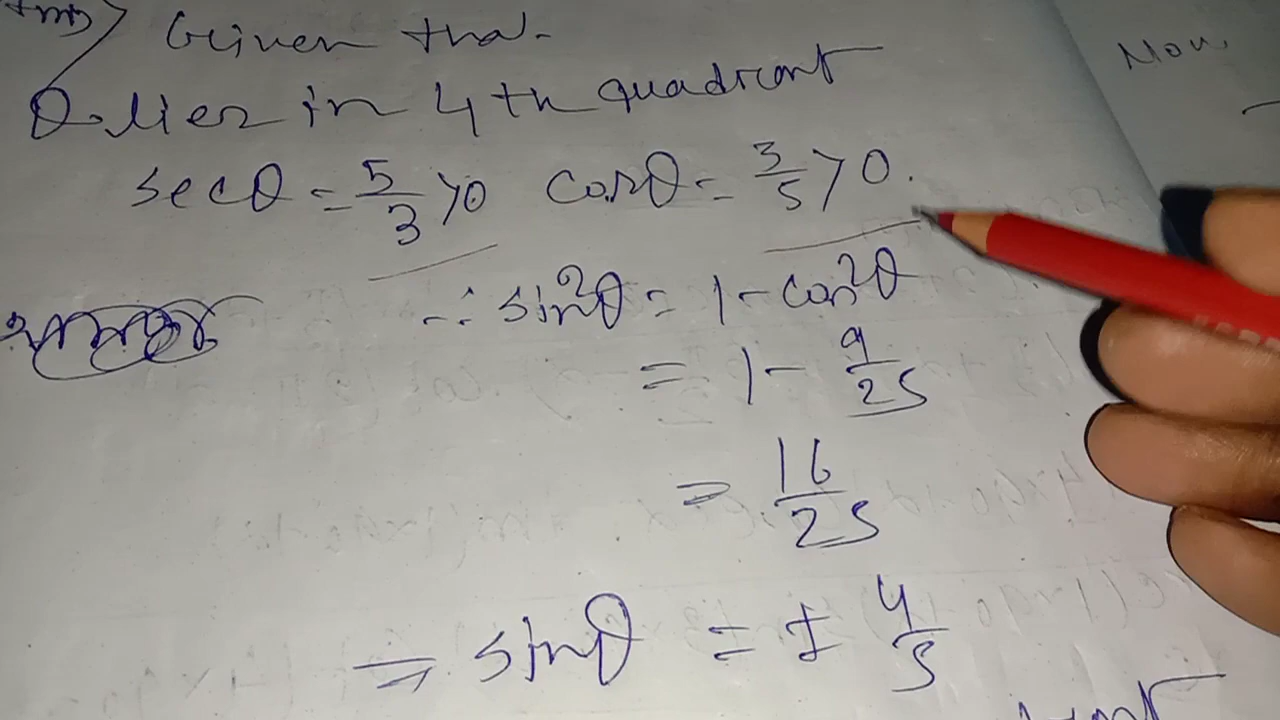 Given that
θ lies in 4th quadrant
secθ = 5/3 >0 cosθ = 3/5 >0.
∴ sin²θ = 1 - cos²θ
= 1 - 9/25
= 16/25
⇒ sinθ = ± 4/5
Now,